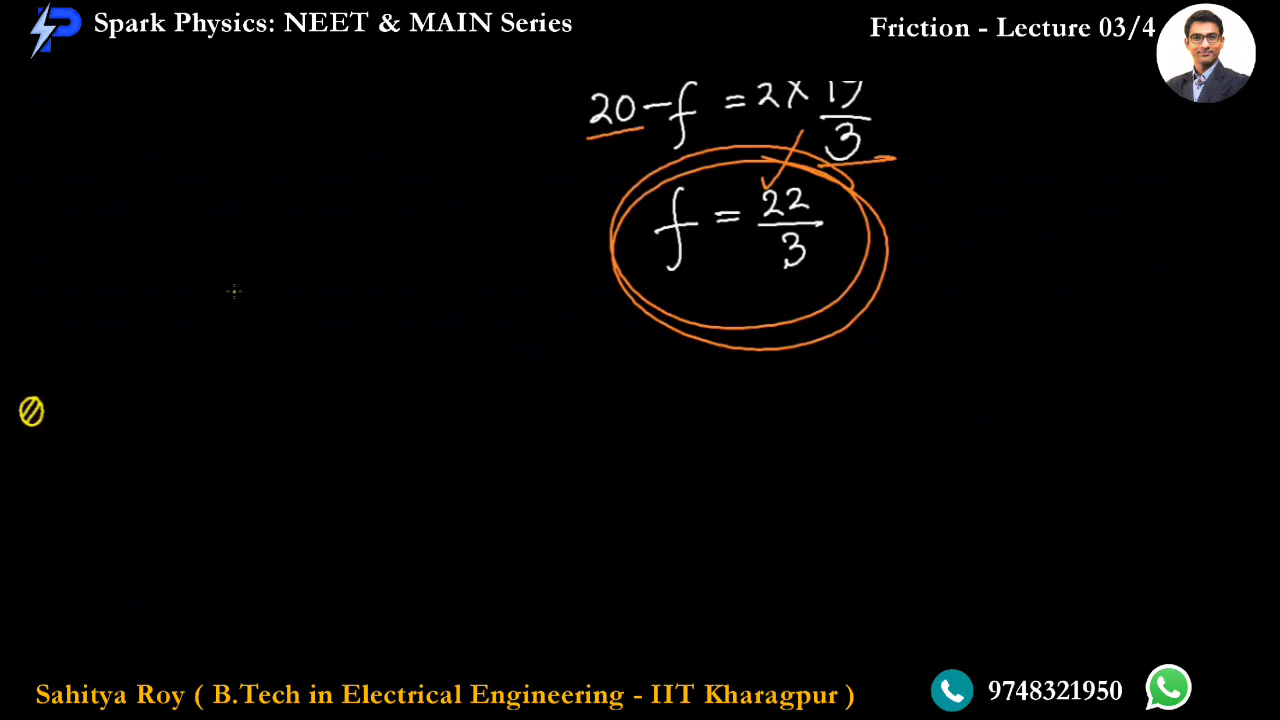 Spark Physics: NEET & MAIN Series
Friction - Lecture 03/4
20 - f = 2 × 19/3
f = 22/3
Sahitya Roy ( B.Tech in Electrical Engineering - IIT Kharagpur )
9748321950